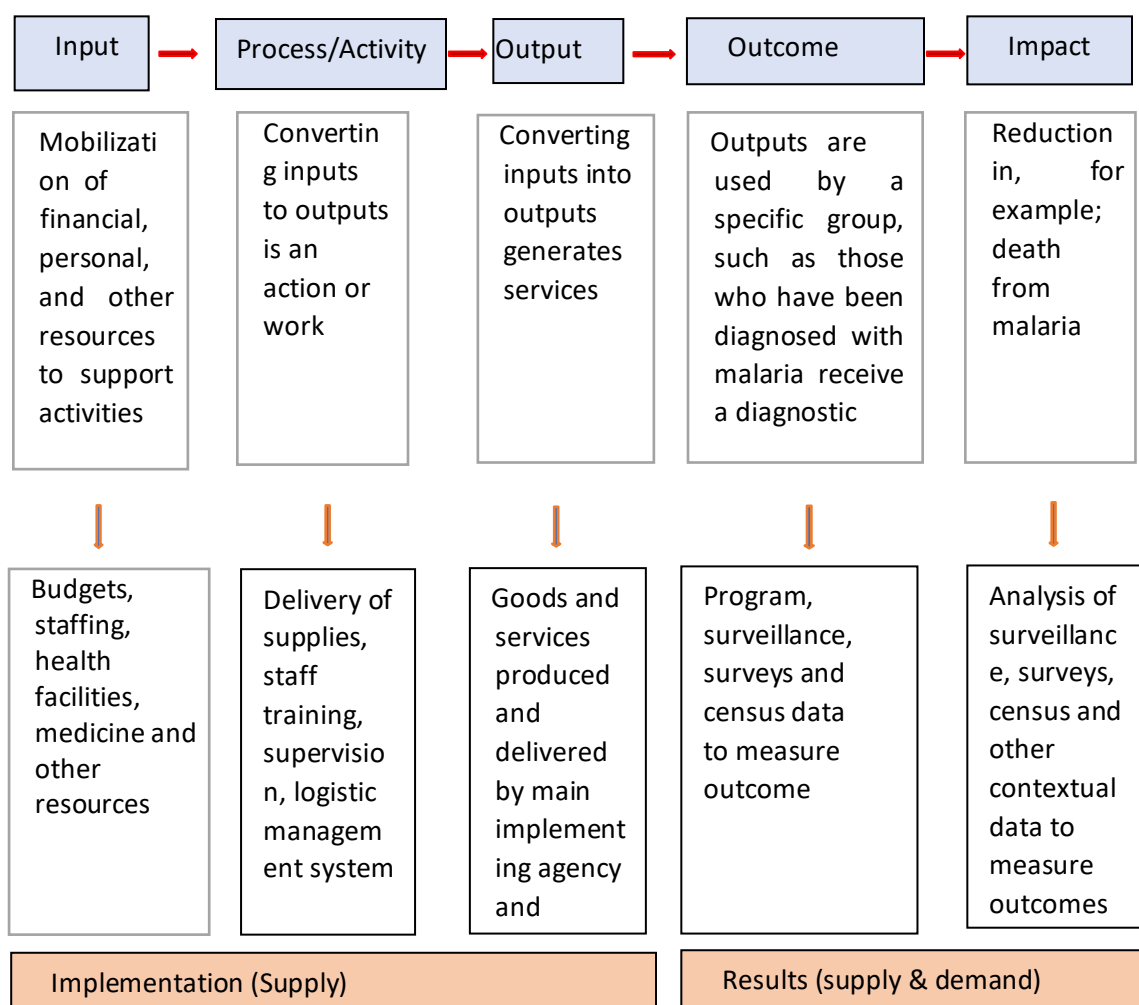 Input
Process/Activity
Output
Outcome
Impact
Mobilizati
on of
financial,
personal,
and other
resources
to support
activities
Convertin
g inputs
to outputs
is an
action or
work
Converting
inputs into
outputs
generates
services
Outputs are
used by a
specific group,
such as those
who have been
diagnosed with
malaria receive
a diagnostic
Reduction
in, for
example;
death
from
malaria
Budgets,
staffing,
health
facilities,
medicine and
other
resources
Delivery of
supplies,
staff
training,
supervisio
n, logistic
managem
ent system
Goods and
services
produced
and
delivered
by main
implement
ing agency
and
Program,
surveillance,
surveys and
census data
to measure
outcome
Analysis of
surveillanc
e, surveys,
census and
other
contextual
data to
measure
outcomes
Implementation (Supply)
Results (supply & demand)